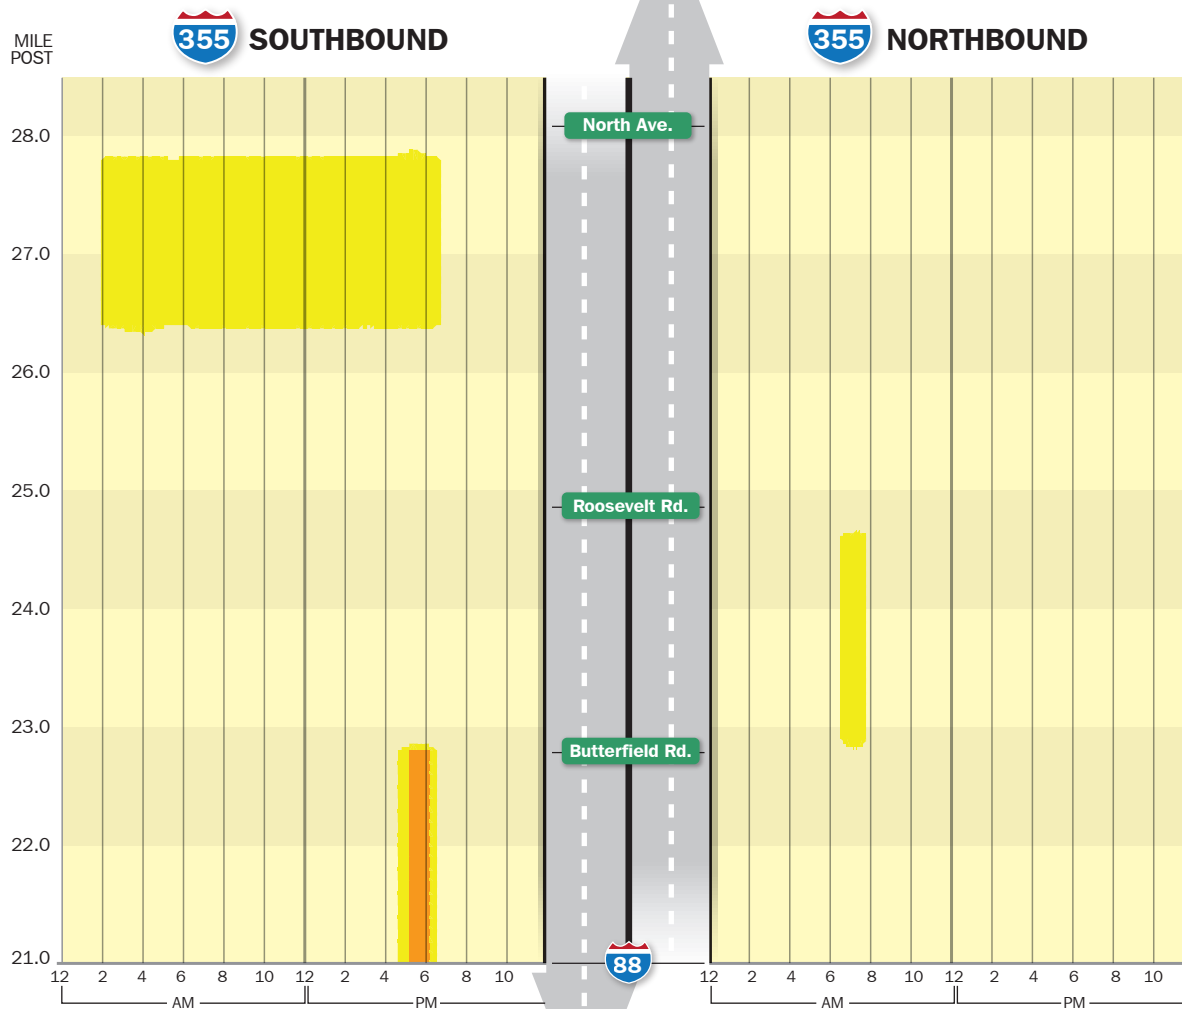 355 SOUTHBOUND
355 NORTHBOUND
MILE
POST
North Ave.
28.0
27.0
26.0
25.0
Roosevelt Rd.
24.0
23.0
Butterfield Rd.
22.0
21.0
88
12 2 4 6 8 10 12 2 4 6 8 10
12 2 4 6 8 10 12 2 4 6 8 10
AM PM
AM PM